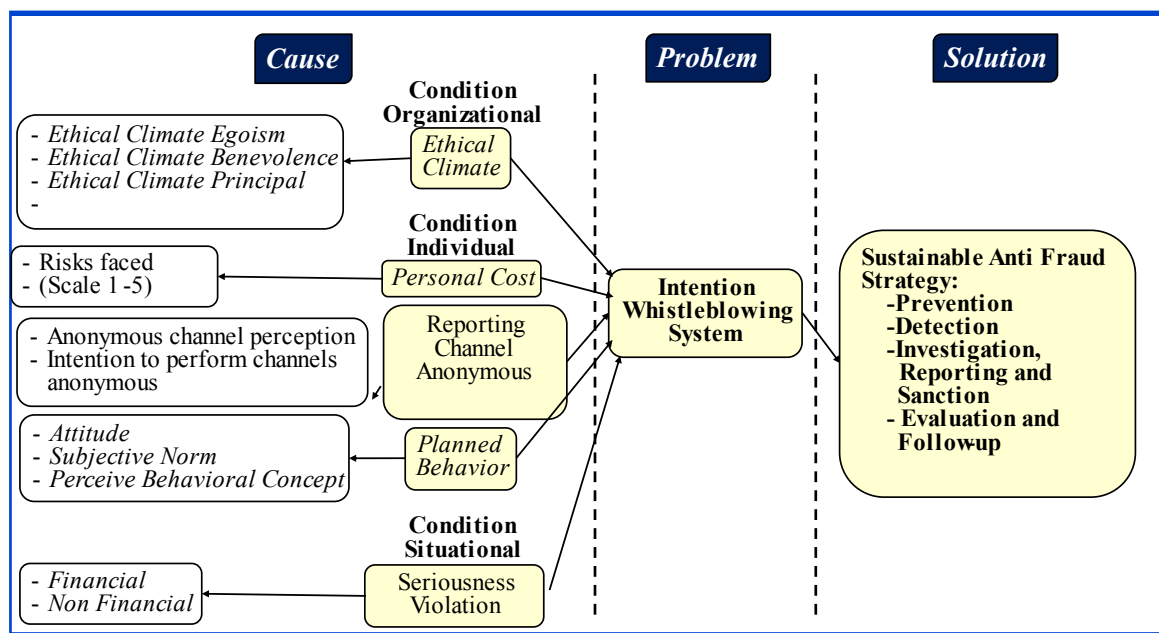 Cause
Problem
Solution
Condition
Organizational
- Ethical Climate Egoism
- Ethical Climate Benevolence
- Ethical Climate Principal
-
Ethical
Climate
Condition
Individual
- Risks faced
- (Scale 1-5)
Personal Cost
- Anonymous channel perception
- Intention to perform channels
anonymous
Reporting
Channel
Anonymous
- Attitude
- Subjective Norm
- Perceive Behavioral Concept
Planned
Behavior
Condition
Situational
- Financial
- Non Financial
Seriousness
Violation
Intention
Whistleblowing
System
Sustainable Anti Fraud
Strategy:
-Prevention
-Detection
-Investigation,
Reporting and
Sanction
- Evaluation and
Follow-up